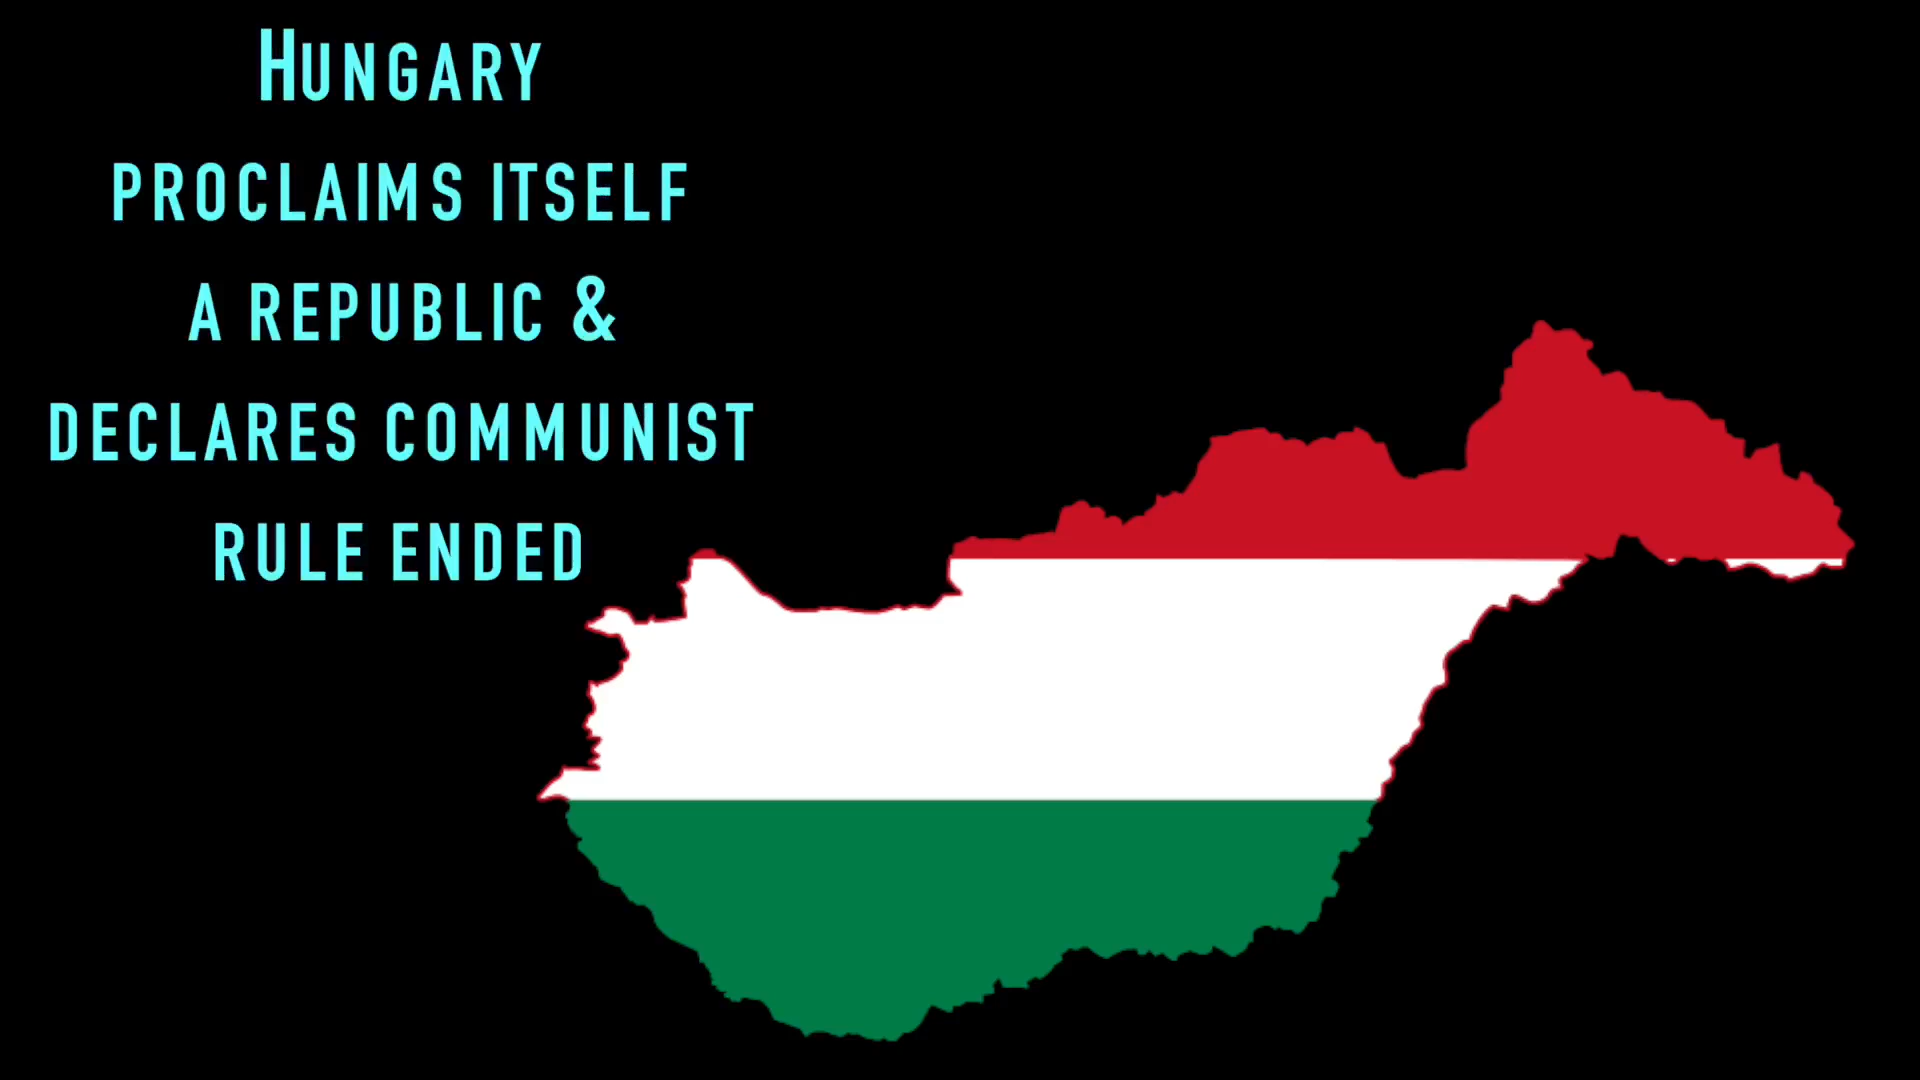 Hungary
proclaims itself
a republic &
declares communist
rule ended